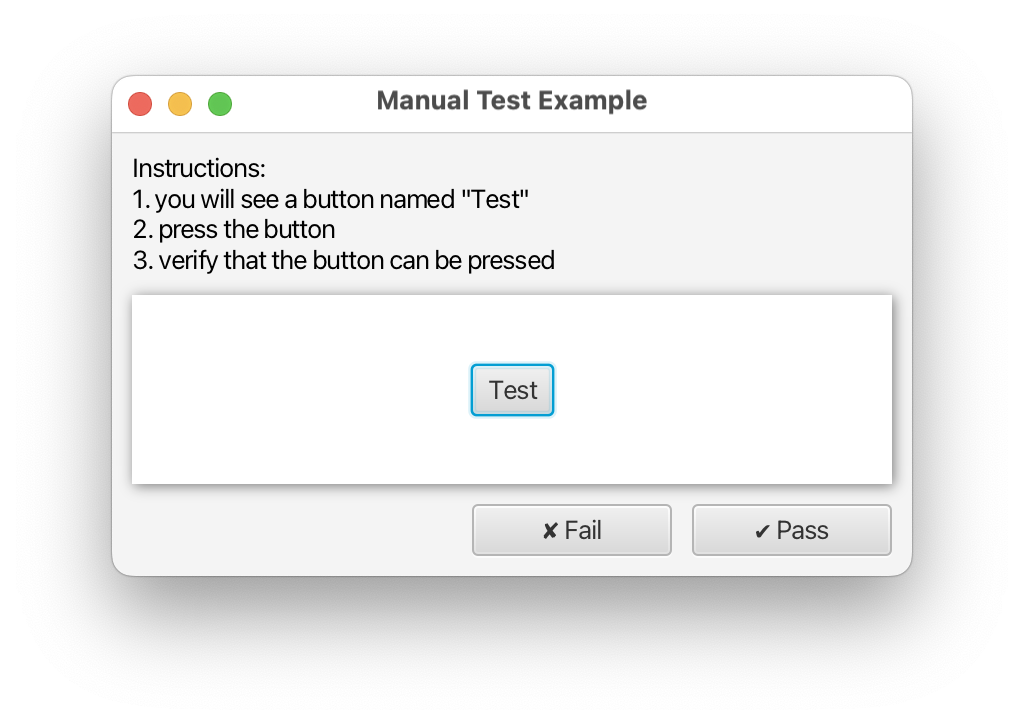 Manual Test Example
Instructions:
1. you will see a button named "Test"
2. press the button
3. verify that the button can be pressed
Test
✘ Fail
✔ Pass